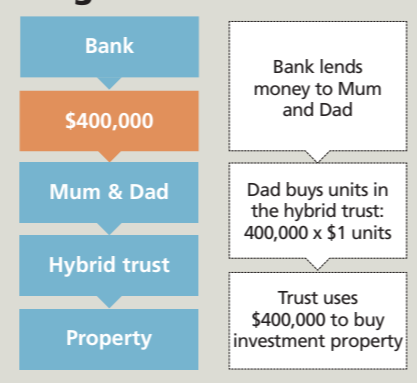 Bank
$400,000
Mum & Dad
Hybrid trust
Property
Bank lends
money to Mum
and Dad
Dad buys units in
the hybrid trust:
400,000 x $1 units
Trust uses
$400,000 to buy
investment property